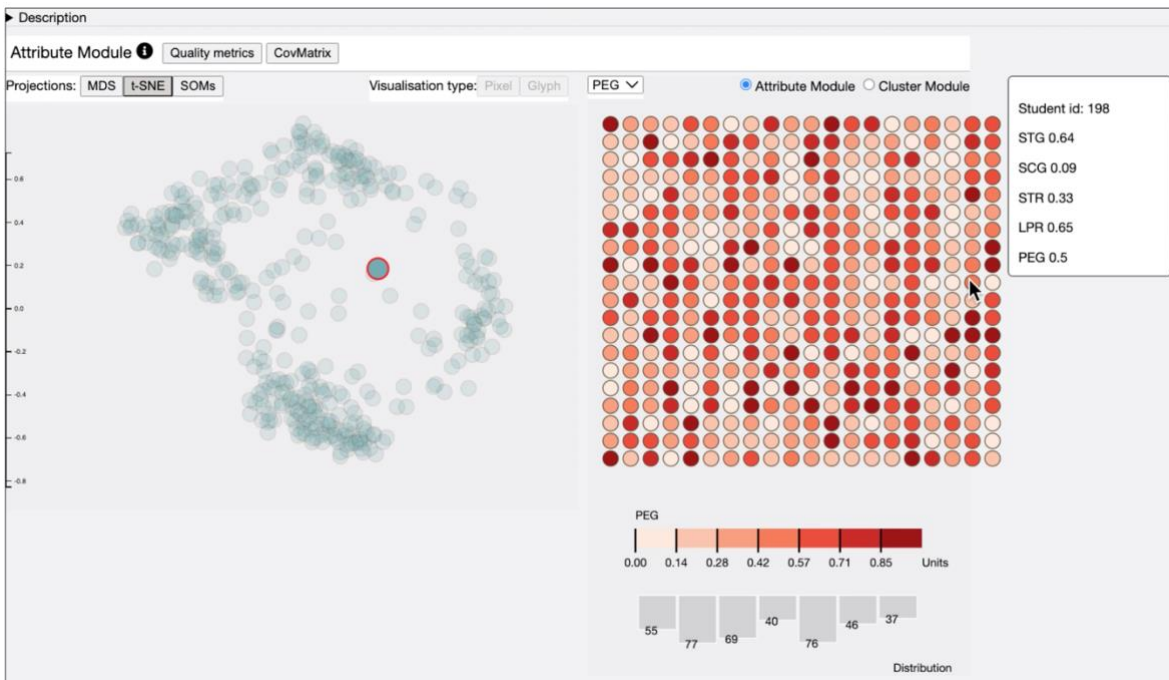 Description
Attribute Module i Quality metrics CovMatrix
Projections: MDS t-SNE SOMs
Visualisation type: Pixel Glyph
PEG
Attribute Module Cluster Module
Student id: 198
STG 0.64
SCG 0.09
STR 0.33
LPR 0.65
PEG 0.5
0.6
0.4
0.2
0.0
-0.2
-0.4
-0.6
-0.8
PEG
0.00 0.14 0.28 0.42 0.57 0.71 0.85 Units
55 77 69 40 76 46 37
Distribution